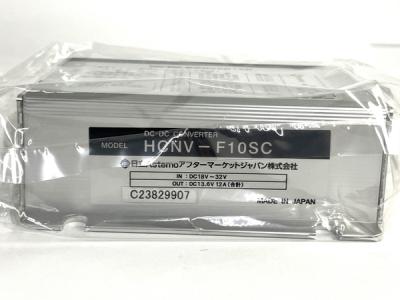 DC-DC CONVERTER
MODEL HCNV - F10SC
日立Astemoアフターマーケットジャパン株式会社
IN : DC18V～32V
OUT : DC13.6V 12A (合計)
C23829907
MADE IN JAPAN